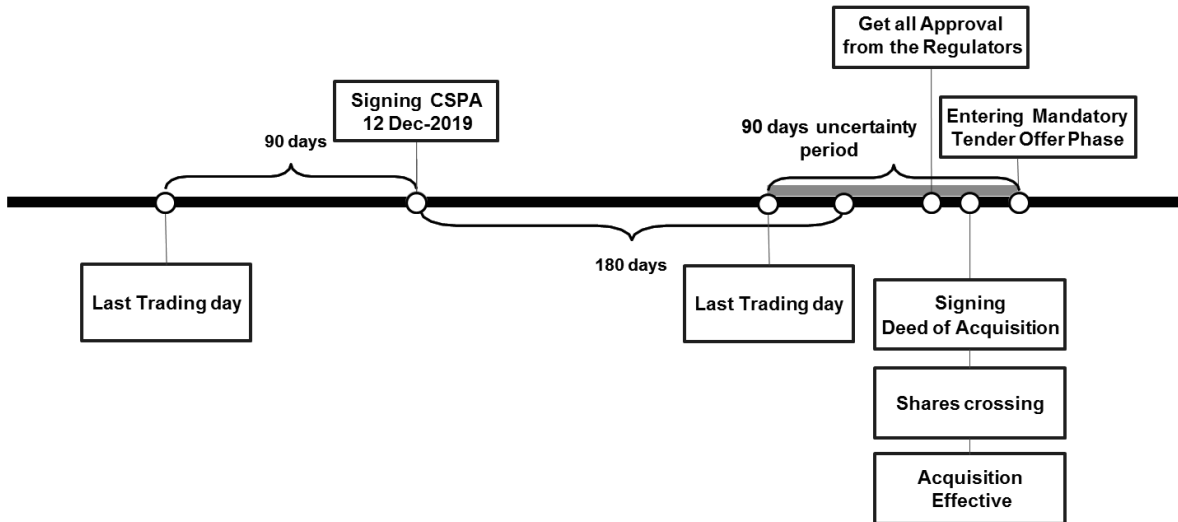 Get all Approval
from the Regulators
Signing CSPA
12 Dec-2019
Entering Mandatory
Tender Offer Phase
90 days
90 days uncertainty
period
180 days
Last Trading day
Last Trading day
Signing
Deed of Acquisition
Shares crossing
Acquisition
Effective